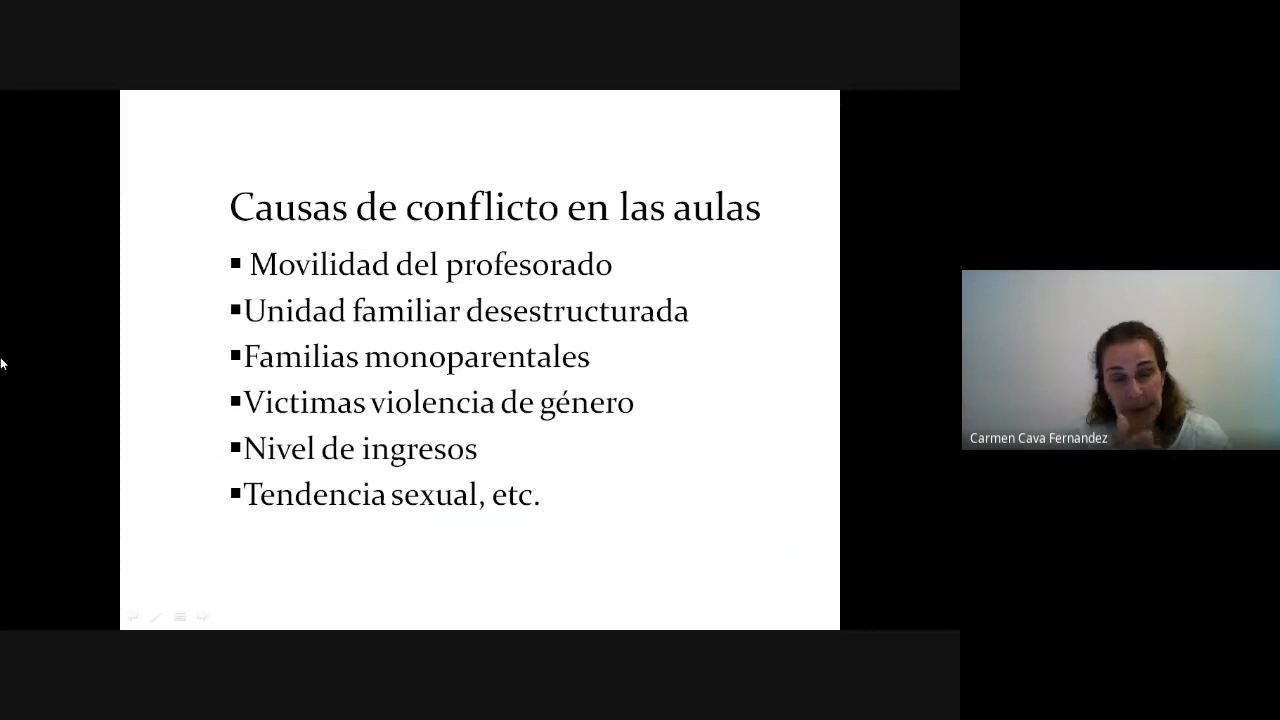 Causas de conflicto en las aulas
▪ Movilidad del profesorado
▪Unidad familiar desestructurada
▪Familias monoparentales
▪Victimas violencia de género
▪Nivel de ingresos
▪Tendencia sexual, etc.
Carmen Cava Fernandez